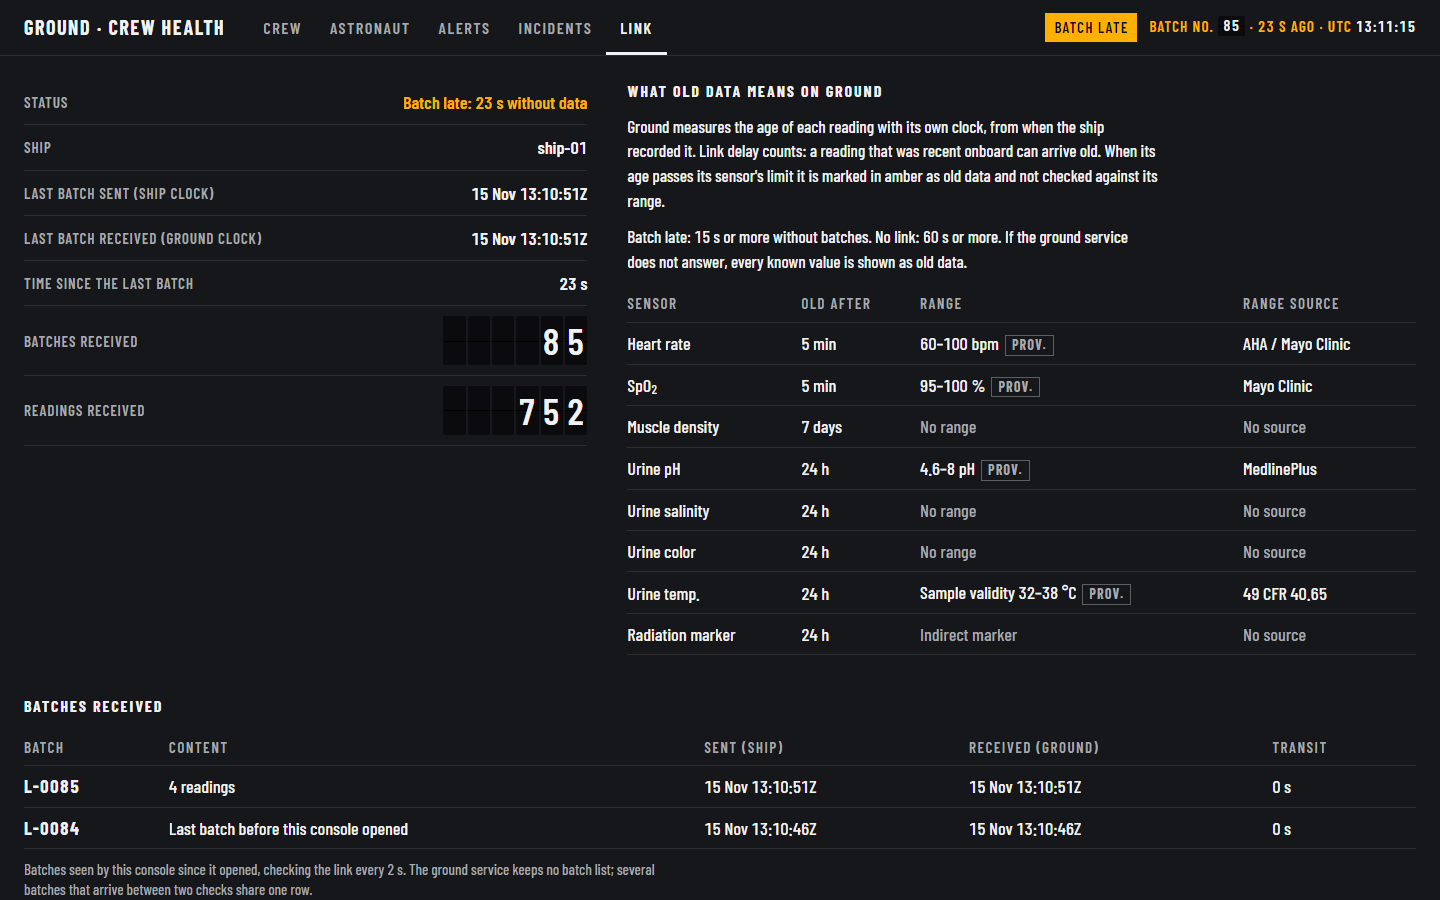 GROUND · CREW HEALTH
CREW
ASTRONAUT
ALERTS
INCIDENTS
LINK
BATCH LATE
BATCH NO. 85 · 23 S AGO · UTC 13:11:15
STATUS
Batch late: 23 s without data
SHIP
ship-01
LAST BATCH SENT (SHIP CLOCK)
15 Nov 13:10:51Z
LAST BATCH RECEIVED (GROUND CLOCK)
15 Nov 13:10:51Z
TIME SINCE THE LAST BATCH
23 s
BATCHES RECEIVED
85
READINGS RECEIVED
752
WHAT OLD DATA MEANS ON GROUND
Ground measures the age of each reading with its own clock, from when the ship
recorded it. Link delay counts: a reading that was recent onboard can arrive old. When its
age passes its sensor's limit it is marked in amber as old data and not checked against its
range.
Batch late: 15 s or more without batches. No link: 60 s or more. If the ground service
does not answer, every known value is shown as old data.
SENSOR OLD AFTER RANGE RANGE SOURCE
Heart rate 5 min 60–100 bpm PROV. AHA / Mayo Clinic
SpO₂ 5 min 95–100 % PROV. Mayo Clinic
Muscle density 7 days No range No source
Urine pH 24 h 4.6–8 pH PROV. MedlinePlus
Urine salinity 24 h No range No source
Urine color 24 h No range No source
Urine temp. 24 h Sample validity 32–38 °C PROV. 49 CFR 40.65
Radiation marker 24 h Indirect marker No source
BATCHES RECEIVED
BATCH CONTENT SENT (SHIP) RECEIVED (GROUND) TRANSIT
L-0085 4 readings 15 Nov 13:10:51Z 15 Nov 13:10:51Z 0 s
L-0084 Last batch before this console opened 15 Nov 13:10:46Z 15 Nov 13:10:46Z 0 s
Batches seen by this console since it opened, checking the link every 2 s. The ground service keeps no batch list; several
batches that arrive between two checks share one row.